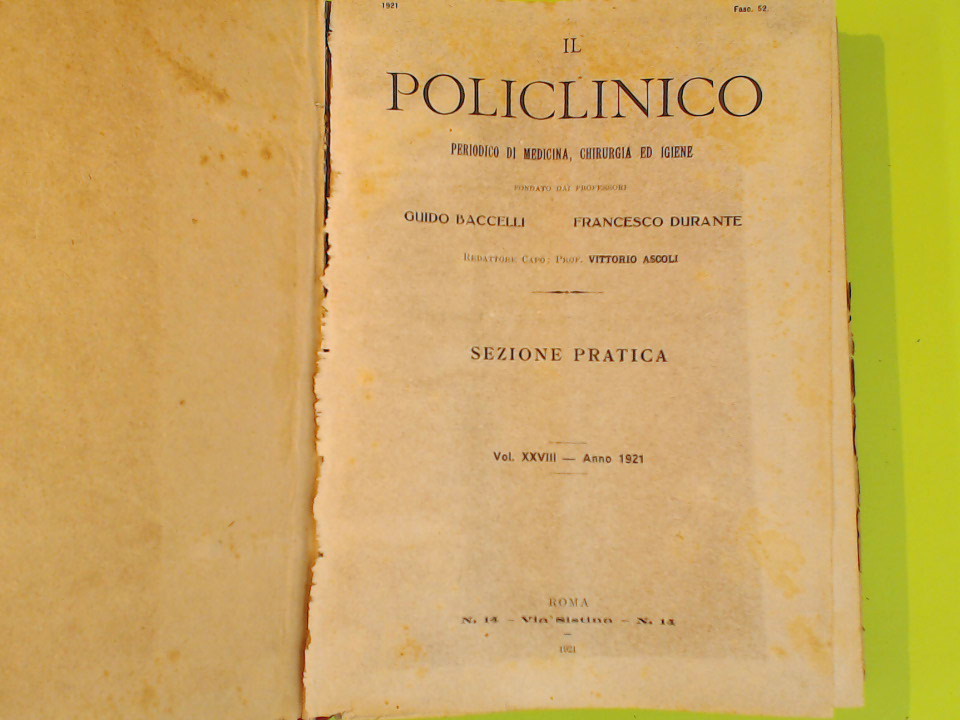 1921 Fasc. 52.
IL
POLICLINICO
PERIODICO DI MEDICINA, CHIRURGIA ED IGIENE
FONDATO DAI PROFESSORI
GUIDO BACCELLI FRANCESCO DURANTE
REDATTORE CAPO: PROF. VITTORIO ASCOLI
SEZIONE PRATICA
Vol. XXVIII — Anno 1921
ROMA
N. 14 - Via Sistina - N. 14
1921